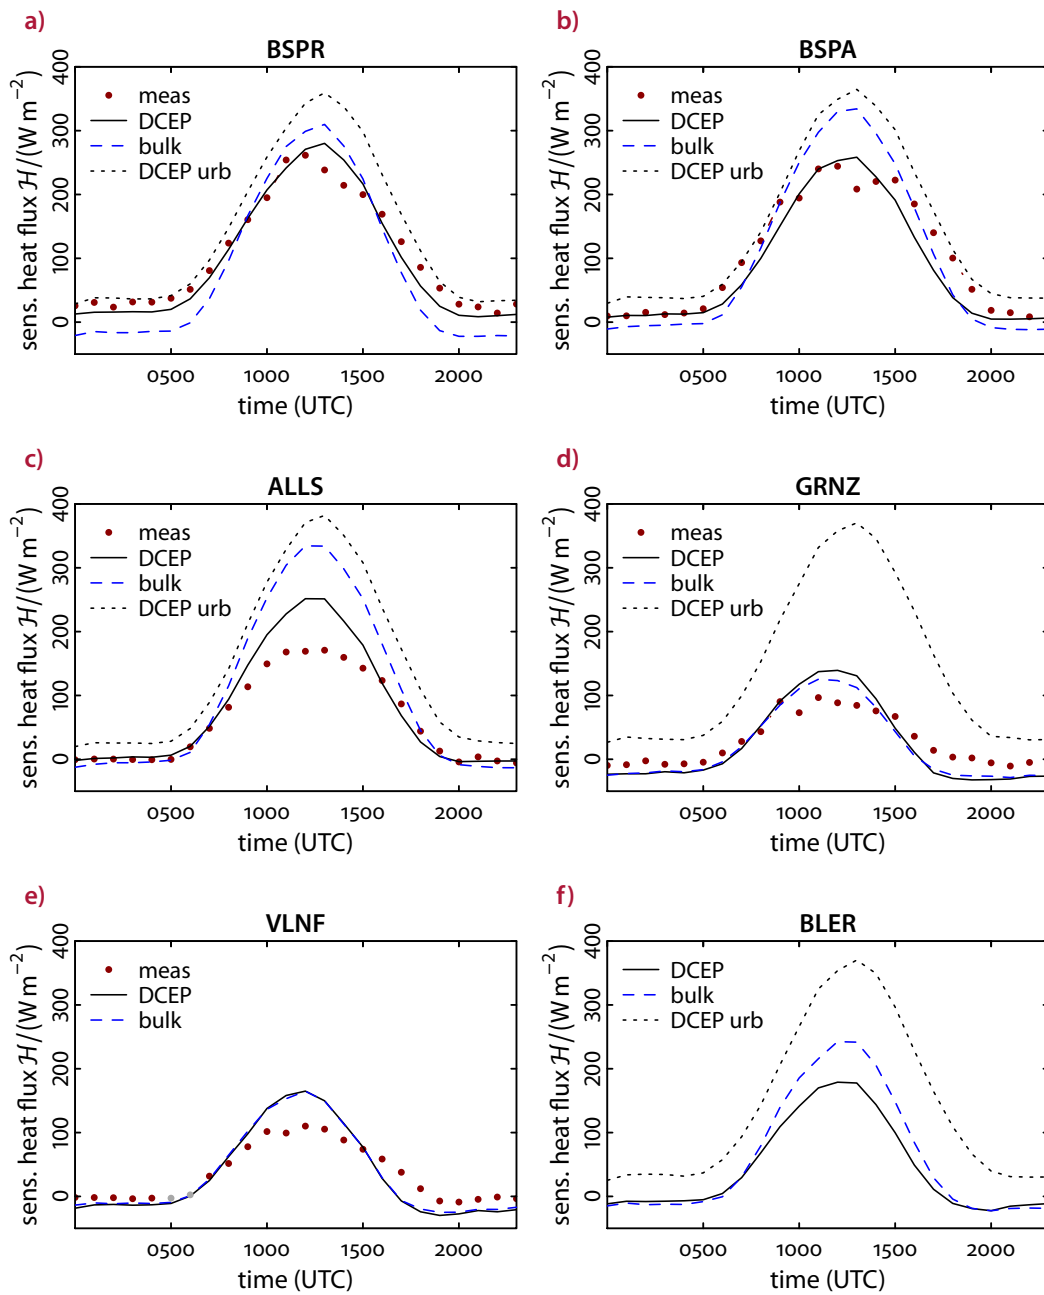 a)
BSPR
sens. heat flux H/(W m−2)
400
300
200
100
0
meas
DCEP
bulk
DCEP urb
0500 1000 1500 2000
time (UTC)
b)
BSPA
sens. heat flux H/(W m−2)
400
300
200
100
0
meas
DCEP
bulk
DCEP urb
0500 1000 1500 2000
time (UTC)
c)
ALLS
sens. heat flux H/(W m−2)
400
300
200
100
0
meas
DCEP
bulk
DCEP urb
0500 1000 1500 2000
time (UTC)
d)
GRNZ
sens. heat flux H/(W m−2)
400
300
200
100
0
meas
DCEP
bulk
DCEP urb
0500 1000 1500 2000
time (UTC)
e)
VLNF
sens. heat flux H/(W m−2)
400
300
200
100
0
meas
DCEP
bulk
0500 1000 1500 2000
time (UTC)
f)
BLER
sens. heat flux H/(W m−2)
400
300
200
100
0
DCEP
bulk
DCEP urb
0500 1000 1500 2000
time (UTC)